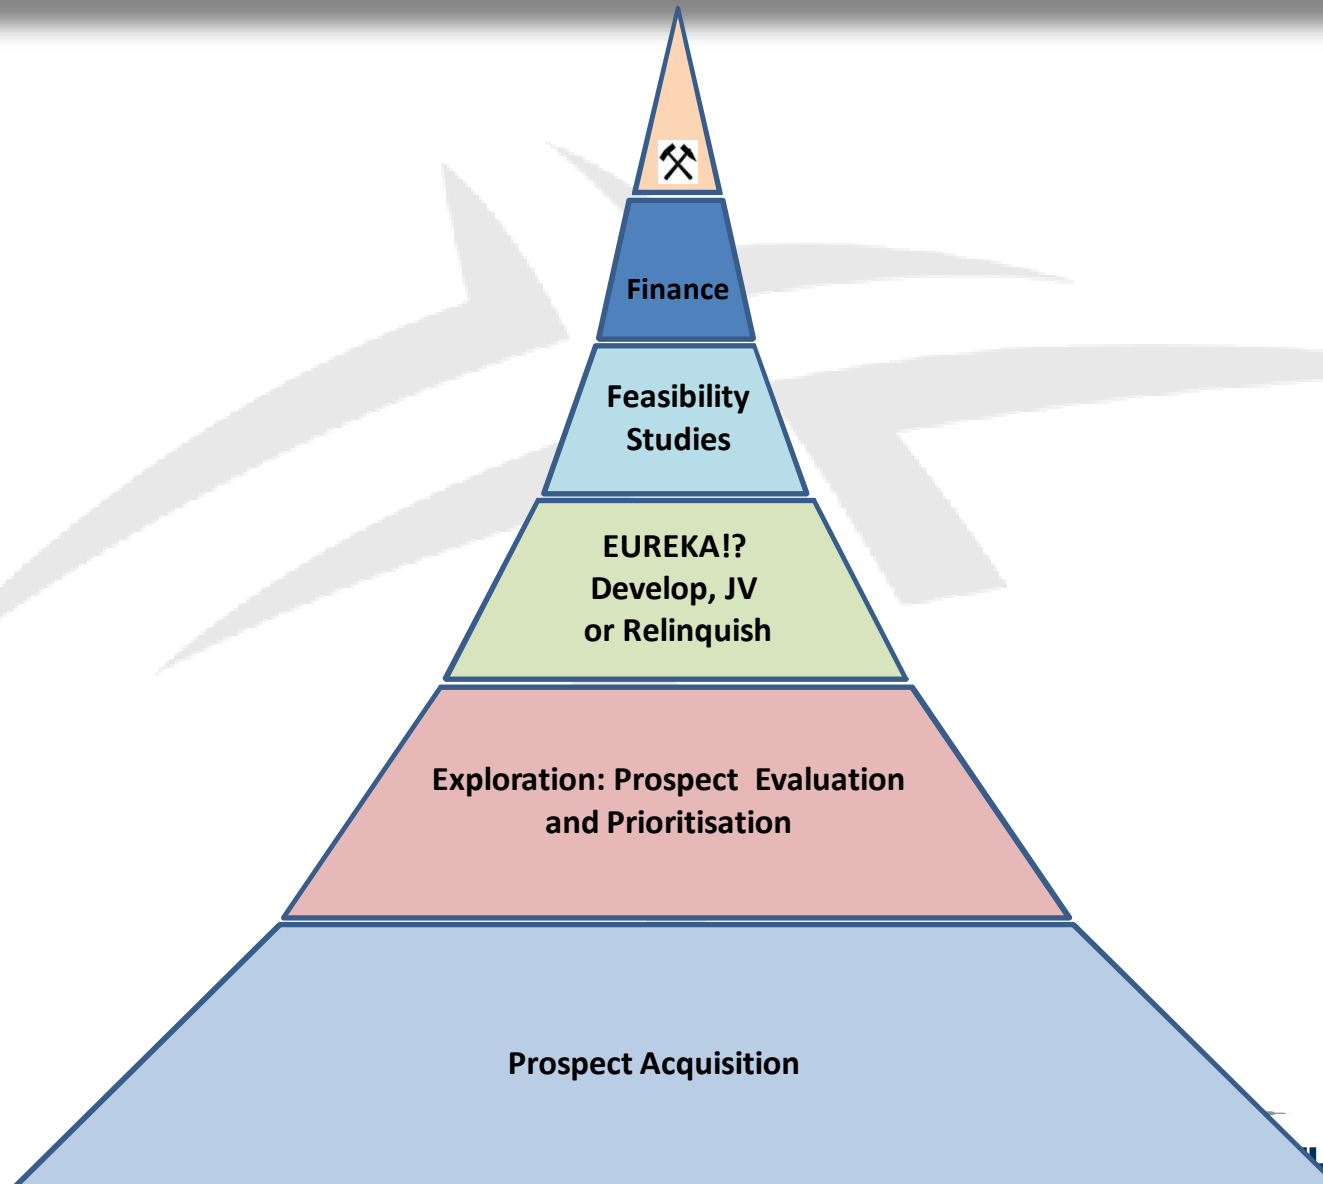 Finance
Feasibility
Studies
EUREKA!?
Develop, JV
or Relinquish
Exploration: Prospect Evaluation
and Prioritisation
Prospect Acquisition